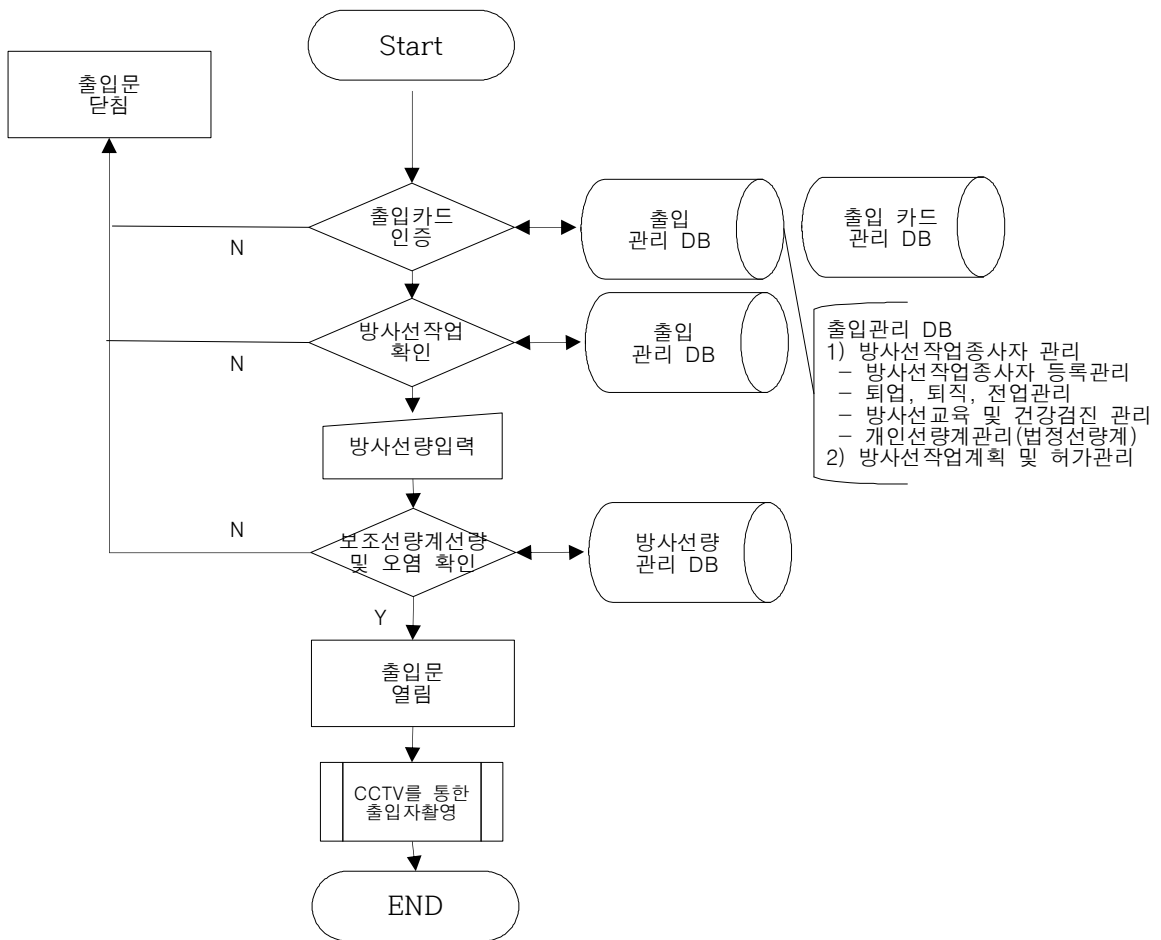 Start
출입문
닫침
출입카드
인증
출입
관리 DB
출입 카드
관리 DB
N
방사선작업
확인
출입
관리 DB
N
출입관리 DB
1) 방사선작업종사자 관리
- 방사선작업종사자 등록관리
- 퇴업, 퇴직, 전업관리
- 방사선교육 및 건강검진 관리
- 개인선량계관리(법정선량계)
2) 방사선작업계획 및 허가관리
방사선량입력
N
보조선량계선량
및 오염 확인
방사선량
관리 DB
Y
출입문
열림
CCTV를 통한
출입자촬영
END